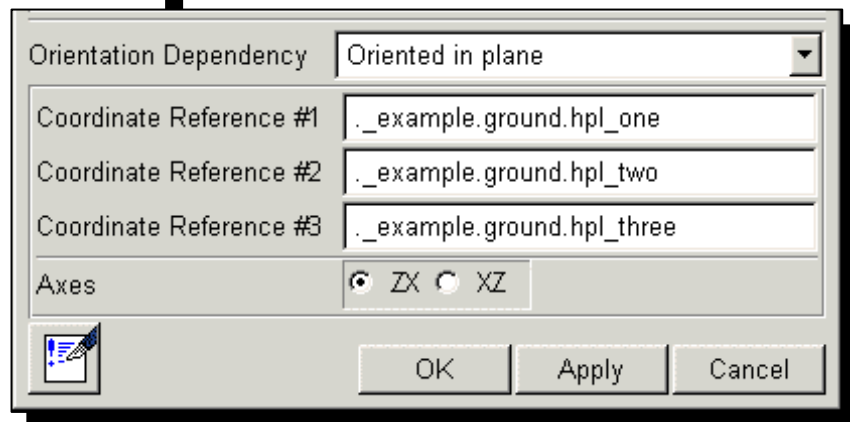 Orientation Dependency Oriented in plane
Coordinate Reference #1 ._example.ground.hpl_one
Coordinate Reference #2 ._example.ground.hpl_two
Coordinate Reference #3 ._example.ground.hpl_three
Axes ZX XZ
OK Apply Cancel